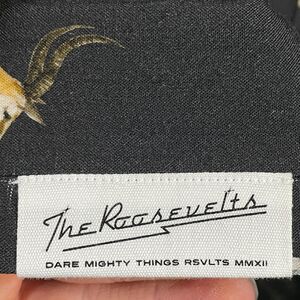 The Roosevelts
DARE MIGHTY THINGS RSVLTS MMXII